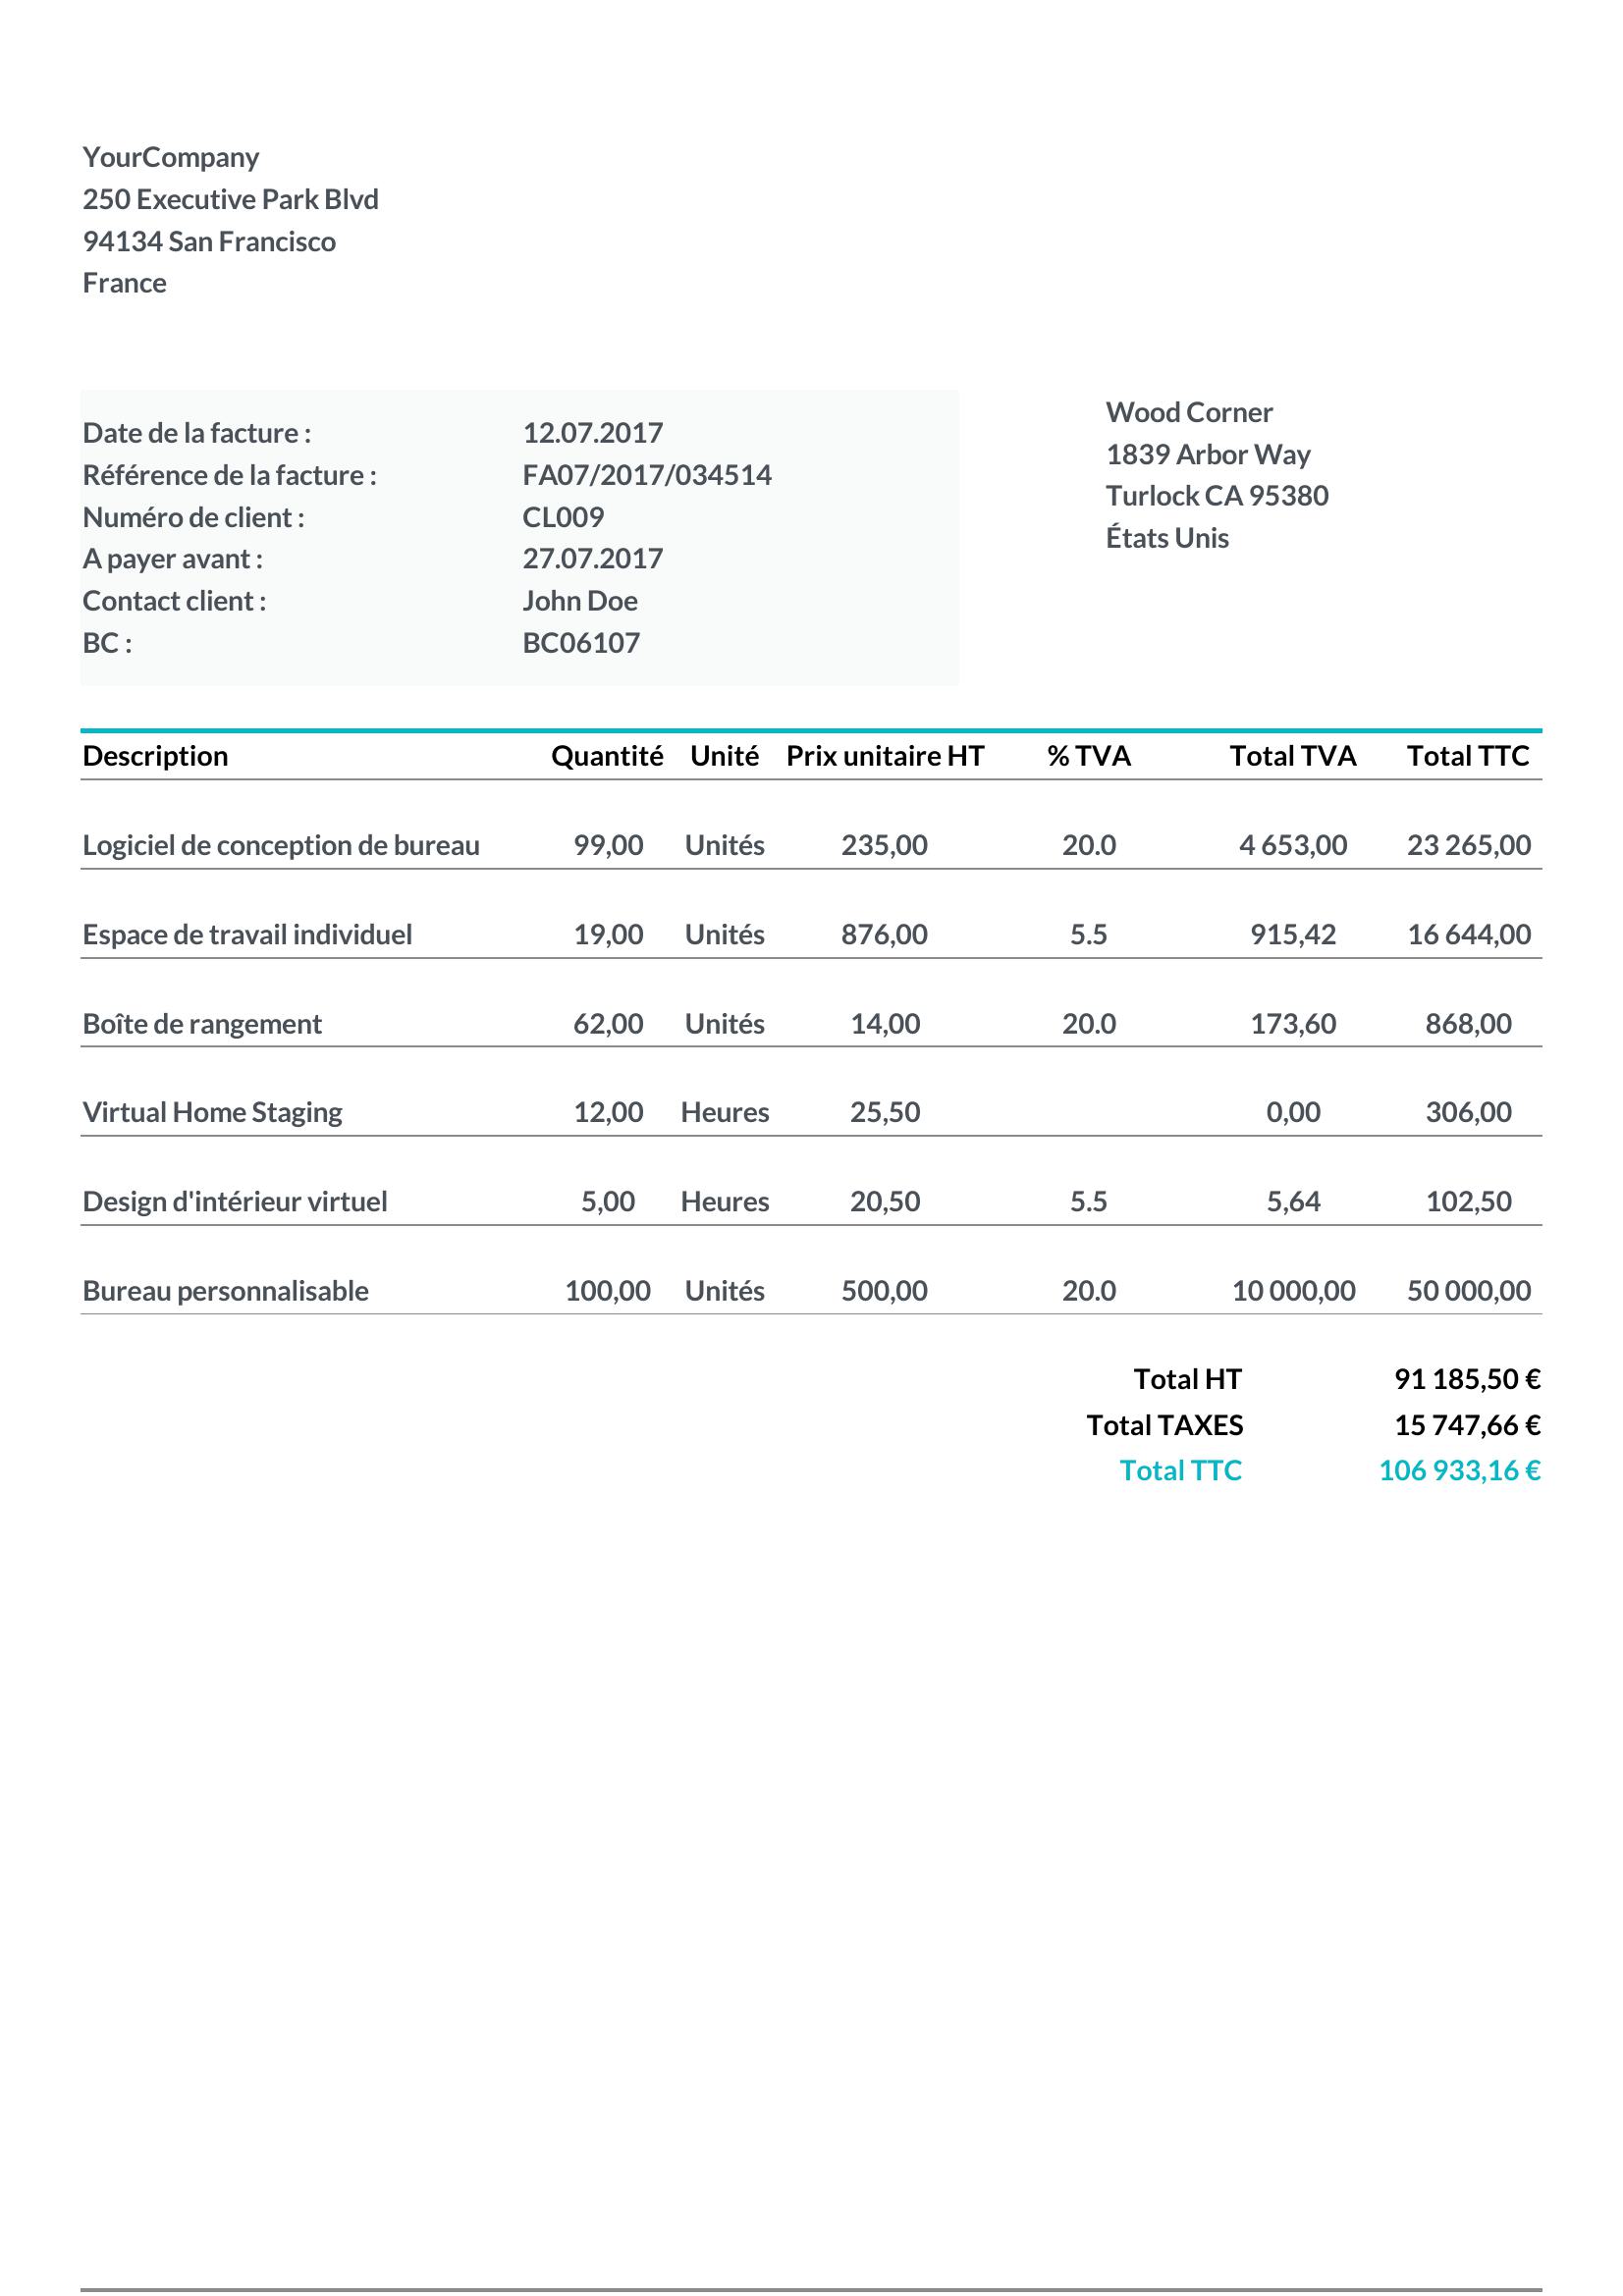 YourCompany
250 Executive Park Blvd
94134 San Francisco
France
Date de la facture : 12.07.2017
Référence de la facture : FA07/2017/034514
Numéro de client : CL009
A payer avant : 27.07.2017
Contact client : John Doe
BC : BC06107
Wood Corner
1839 Arbor Way
Turlock CA 95380
États Unis
Description Quantité Unité Prix unitaire HT % TVA Total TVA Total TTC
Logiciel de conception de bureau 99,00 Unités 235,00 20.0 4 653,00 23 265,00
Espace de travail individuel 19,00 Unités 876,00 5.5 915,42 16 644,00
Boîte de rangement 62,00 Unités 14,00 20.0 173,60 868,00
Virtual Home Staging 12,00 Heures 25,50 0,00 306,00
Design d'intérieur virtuel 5,00 Heures 20,50 5.5 5,64 102,50
Bureau personnalisable 100,00 Unités 500,00 20.0 10 000,00 50 000,00
Total HT 91 185,50 €
Total TAXES 15 747,66 €
Total TTC 106 933,16 €